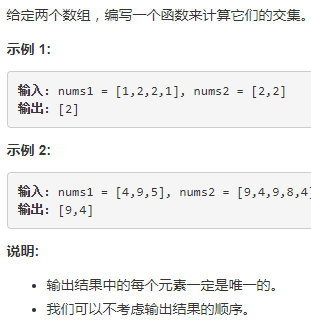 给定两个数组，编写一个函数来计算它们的交集。
示例 1:
输入: nums1 = [1,2,2,1], nums2 = [2,2]
输出: [2]
示例 2:
输入: nums1 = [4,9,5], nums2 = [9,4,9,8,4]
输出: [9,4]
说明:
输出结果中的每个元素一定是唯一的。
我们可以不考虑输出结果的顺序。